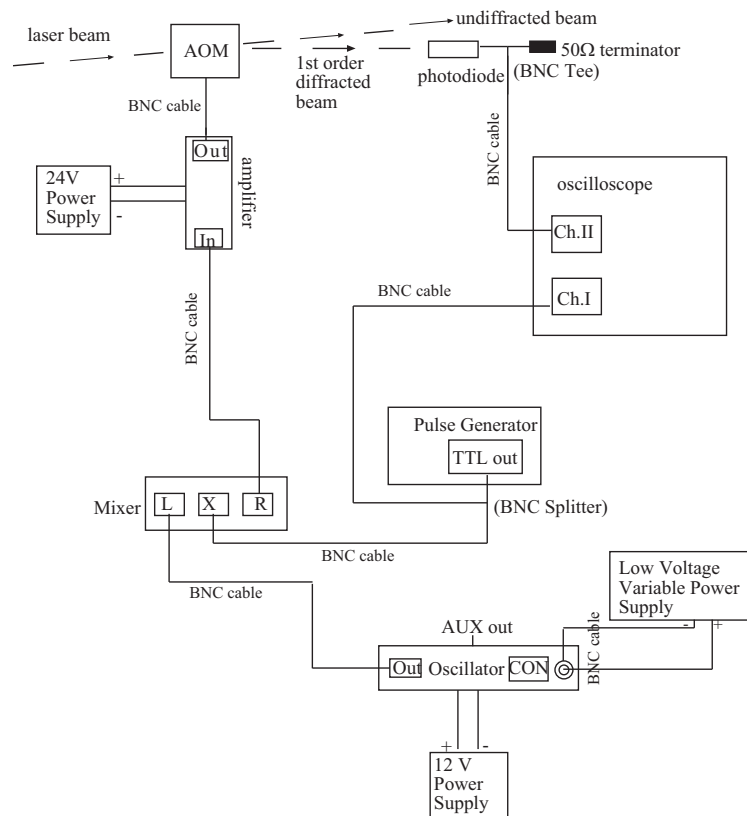 undiffracted beam
laser beam
AOM
1st order
diffracted
beam
photodiode
50Ω terminator
(BNC Tee)
BNC cable
Out
amplifier
In
24V
Power
Supply
+
-
BNC cable
oscilloscope
Ch.II
Ch.I
BNC cable
BNC cable
Pulse Generator
TTL out
(BNC Splitter)
Mixer
L
X
R
BNC cable
BNC cable
Low Voltage
Variable Power
Supply
-
+
BNC cable
AUX out
Out
Oscillator
CON
+
-
12 V
Power
Supply